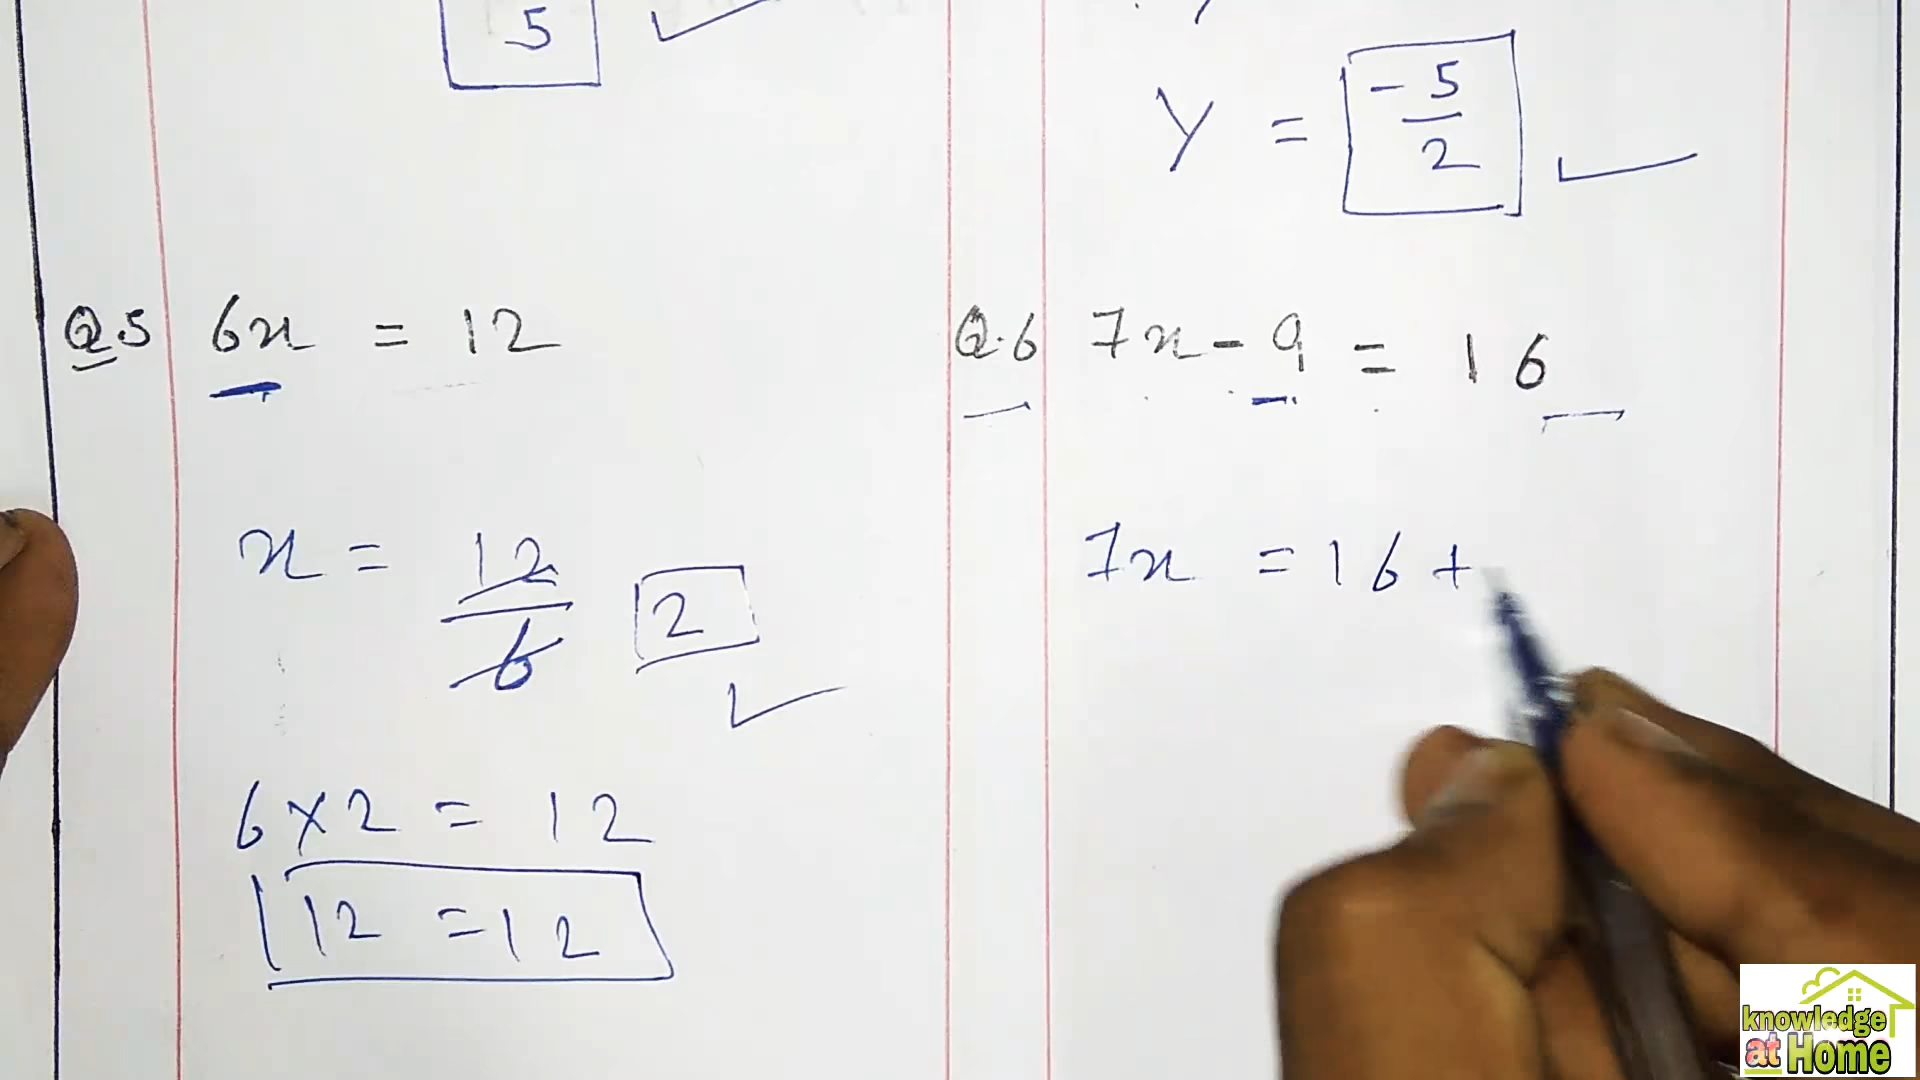 5
Y = -5/2
Q.5 6x = 12
x = 12/6 2
6 × 2 = 12
12 = 12
Q.6 7x - 9 = 16
7x = 16 +
knowledge
at Home